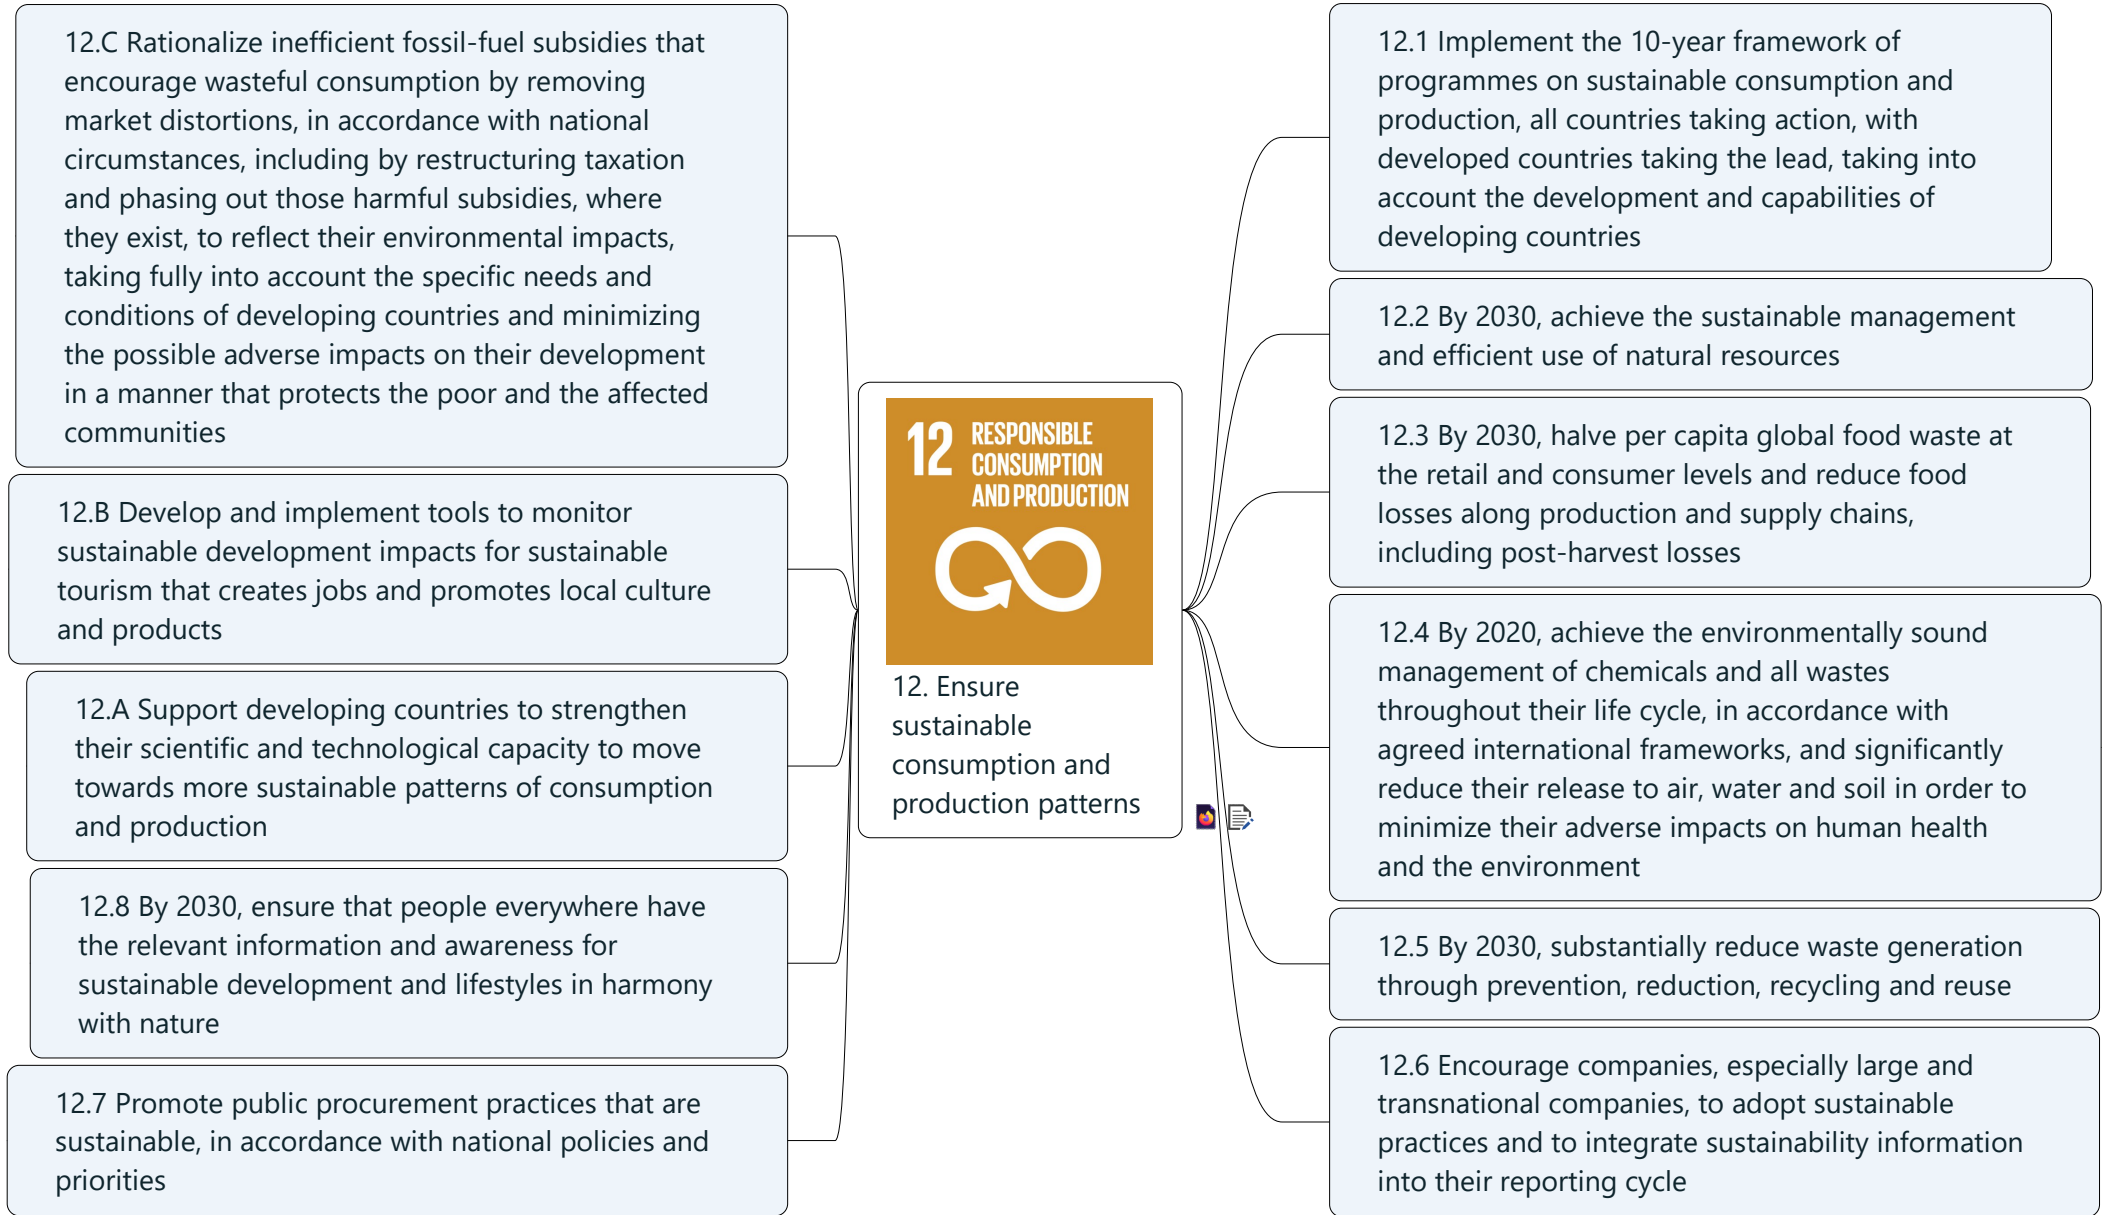 12.C Rationalize inefficient fossil-fuel subsidies that
encourage wasteful consumption by removing
market distortions, in accordance with national
circumstances, including by restructuring taxation
and phasing out those harmful subsidies, where
they exist, to reflect their environmental impacts,
taking fully into account the specific needs and
conditions of developing countries and minimizing
the possible adverse impacts on their development
in a manner that protects the poor and the affected
communities
12.B Develop and implement tools to monitor
sustainable development impacts for sustainable
tourism that creates jobs and promotes local culture
and products
12.A Support developing countries to strengthen
their scientific and technological capacity to move
towards more sustainable patterns of consumption
and production
12.8 By 2030, ensure that people everywhere have
the relevant information and awareness for
sustainable development and lifestyles in harmony
with nature
12.7 Promote public procurement practices that are
sustainable, in accordance with national policies and
priorities
12 RESPONSIBLE
CONSUMPTION
AND PRODUCTION
12. Ensure
sustainable
consumption and
production patterns
12.1 Implement the 10-year framework of
programmes on sustainable consumption and
production, all countries taking action, with
developed countries taking the lead, taking into
account the development and capabilities of
developing countries
12.2 By 2030, achieve the sustainable management
and efficient use of natural resources
12.3 By 2030, halve per capita global food waste at
the retail and consumer levels and reduce food
losses along production and supply chains,
including post-harvest losses
12.4 By 2020, achieve the environmentally sound
management of chemicals and all wastes
throughout their life cycle, in accordance with
agreed international frameworks, and significantly
reduce their release to air, water and soil in order to
minimize their adverse impacts on human health
and the environment
12.5 By 2030, substantially reduce waste generation
through prevention, reduction, recycling and reuse
12.6 Encourage companies, especially large and
transnational companies, to adopt sustainable
practices and to integrate sustainability information
into their reporting cycle